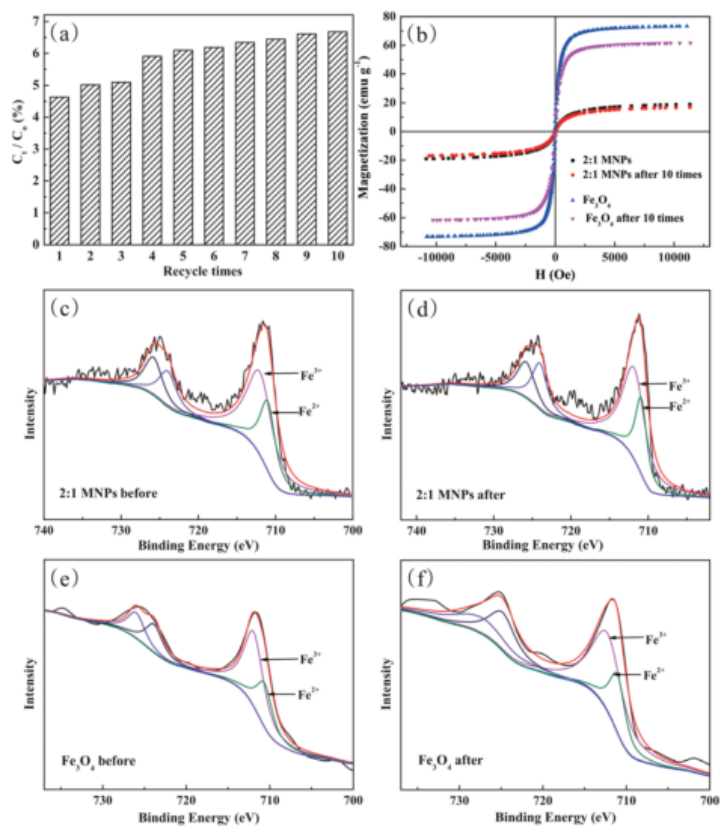 (a)
C_t / C_o (%)
7
6
5
4
3
2
1
0
1 2 3 4 5 6 7 8 9 10
Recycle times
(b)
Magnetization (emu g⁻¹)
80
60
40
20
0
-20
-40
-60
-80
2:1 MNPs
2:1 MNPs after 10 times
Fe₃O₄
Fe₃O₄ after 10 times
-10000 -5000 0 5000 10000
H (Oe)
(c)
Intensity
Fe³⁺
Fe²⁺
2:1 MNPs before
740 730 720 710 700
Binding Energy (eV)
(d)
Intensity
Fe³⁺
Fe²⁺
2:1 MNPs after
740 730 720 710
Binding Energy (eV)
(e)
Intensity
Fe³⁺
Fe²⁺
Fe₃O₄ before
730 720 710 700
Binding Energy (eV)
(f)
Intensity
Fe³⁺
Fe²⁺
Fe₃O₄ after
730 720 710 700
Binding Energy (eV)